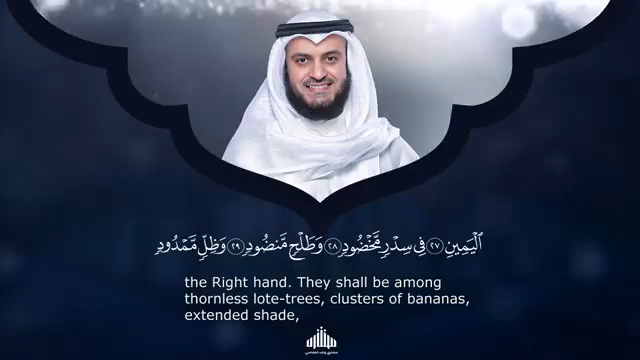 ٱلۡيَمِينِ ٢٧ فِي سِدۡرٖ مَّخۡضُودٖ ٢٨ وَطَلۡحٖ مَّنضُودٖ ٢٩ وَظِلّٖ مَّمۡدُودٖ
the Right hand. They shall be among
thornless lote-trees, clusters of bananas,
extended shade,